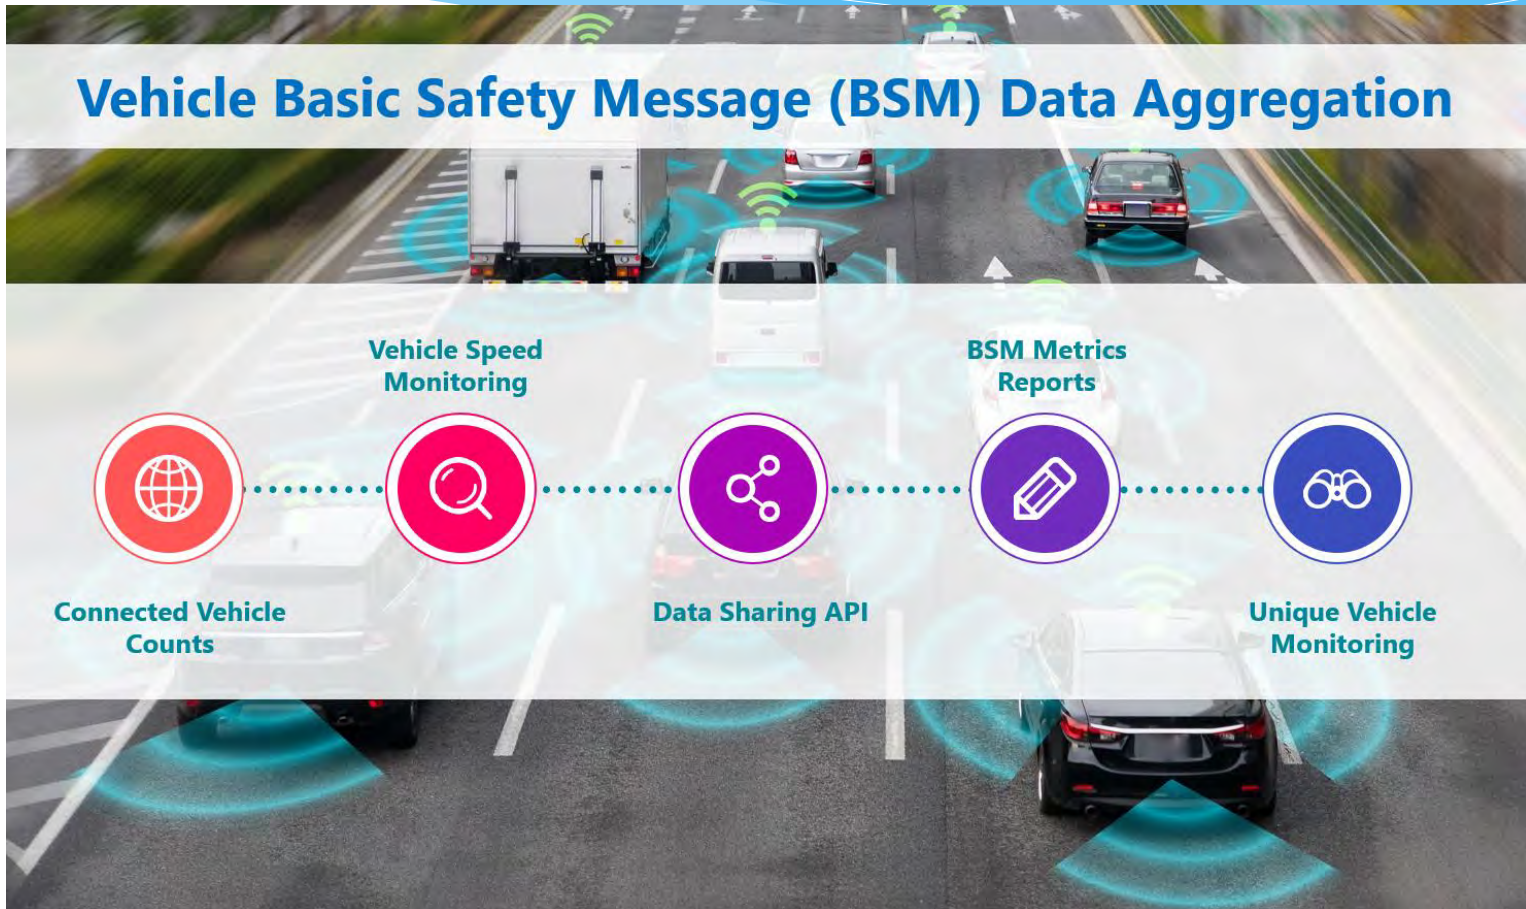 Vehicle Basic Safety Message (BSM) Data Aggregation
Vehicle Speed
Monitoring
BSM Metrics
Reports
Connected Vehicle
Counts
Data Sharing API
Unique Vehicle
Monitoring